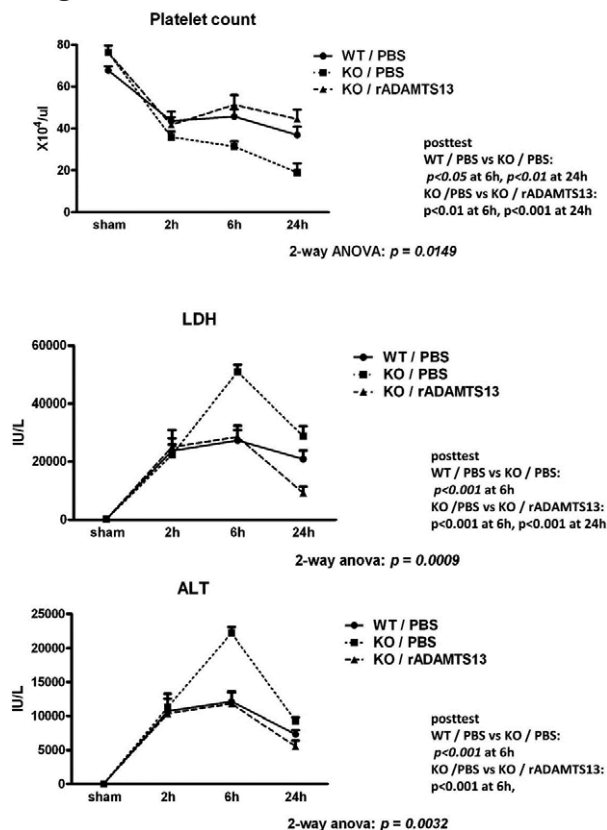 Platelet count
80
60
40
20
0
X10⁴/ul
sham 2h 6h 24h
WT / PBS
KO / PBS
KO / rADAMTS13
posttest
WT / PBS vs KO / PBS:
p<0.05 at 6h, p<0.01 at 24h
KO /PBS vs KO / rADAMTS13:
p<0.01 at 6h, p<0.001 at 24h
2-way ANOVA: p = 0.0149
LDH
60000
40000
20000
0
IU/L
sham 2h 6h 24h
WT / PBS
KO / PBS
KO / rADAMTS13
posttest
WT / PBS vs KO / PBS:
p<0.001 at 6h
KO /PBS vs KO / rADAMTS13:
p<0.001 at 6h, p<0.001 at 24h
2-way anova: p = 0.0009
ALT
25000
20000
15000
10000
5000
0
IU/L
sham 2h 6h 24h
WT / PBS
KO / PBS
KO / rADAMTS13
posttest
WT / PBS vs KO / PBS:
p<0.001 at 6h
KO /PBS vs KO / rADAMTS13:
p<0.001 at 6h,
2-way anova: p = 0.0032